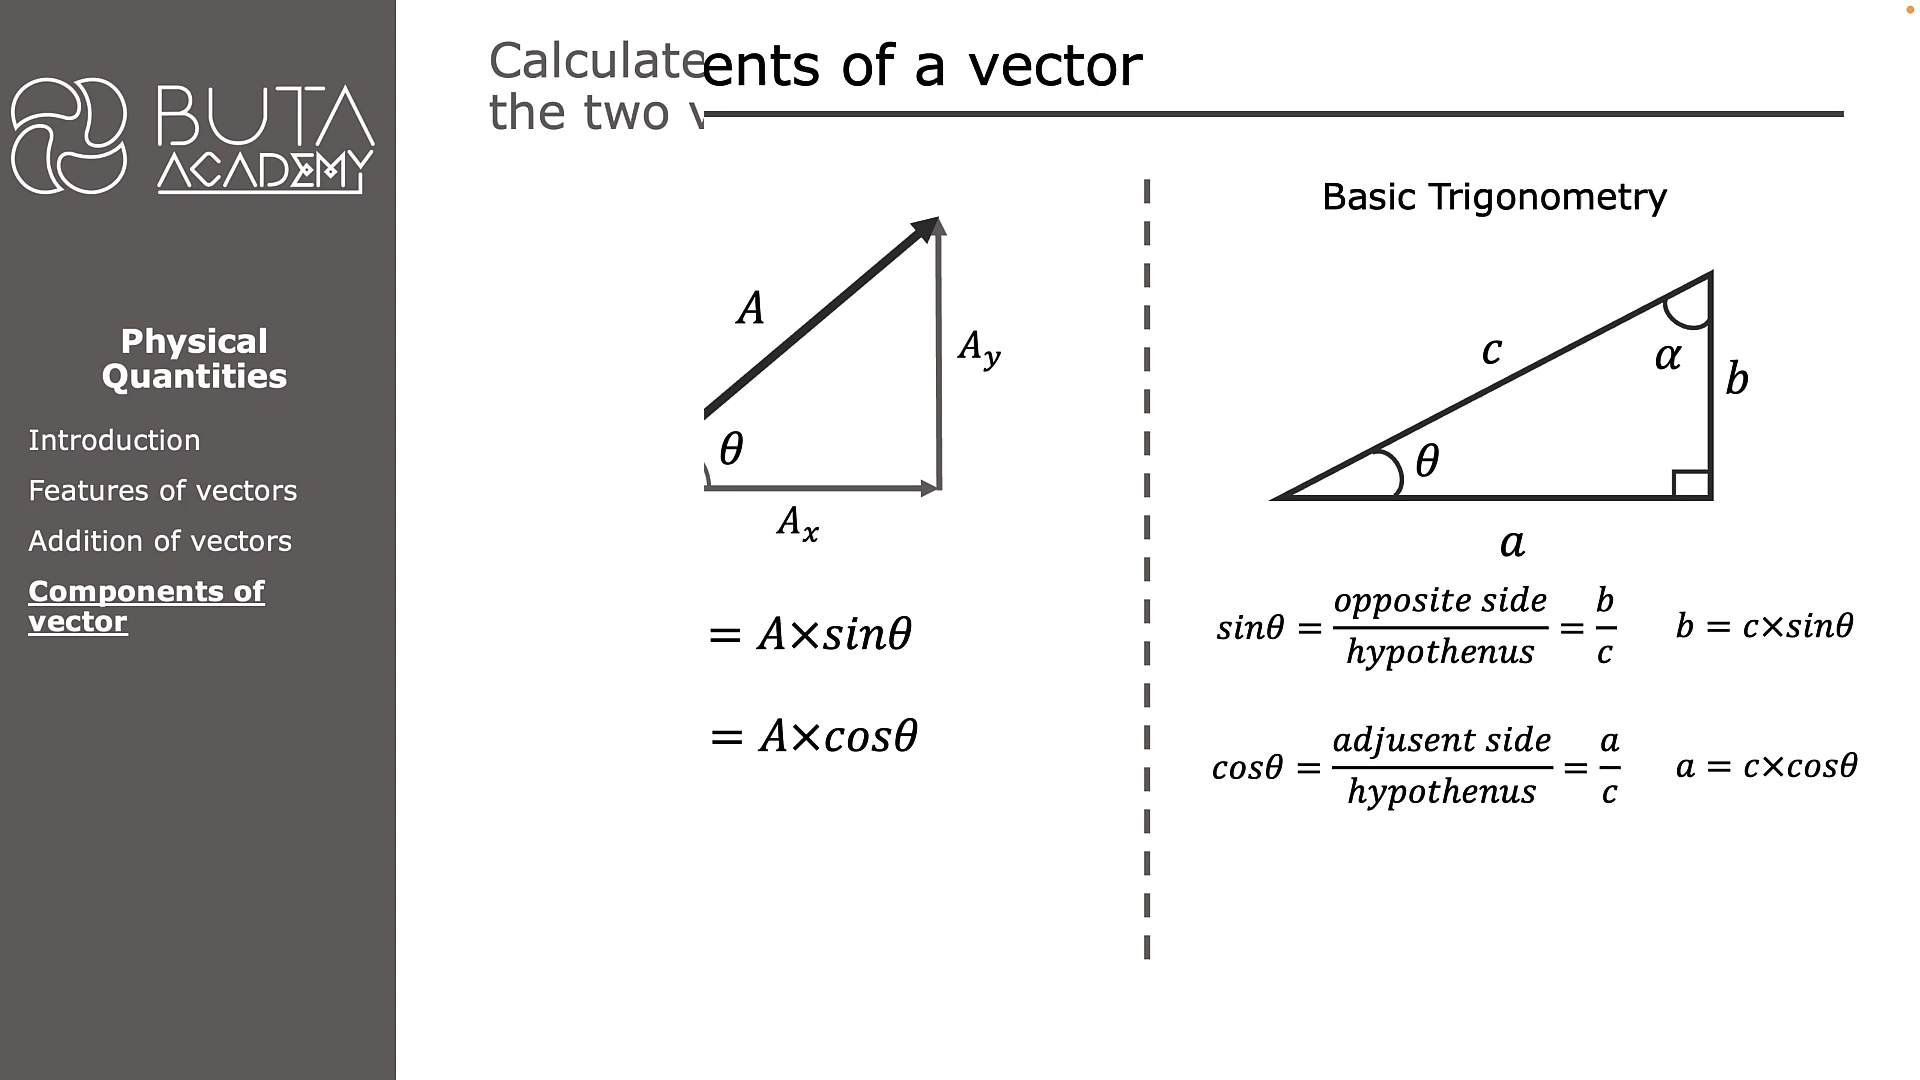 BUTA
ACADEMY
Physical
Quantities
Introduction
Features of vectors
Addition of vectors
Components of
vector
Calculate
the two
ents of a vector
A
A_y
θ
A_x
= A×sinθ
= A×cosθ
Basic Trigonometry
c
α
b
θ
a
sinθ = opposite side / hypothenus = b / c    b = c×sinθ
cosθ = adjusent side / hypothenus = a / c    a = c×cosθ